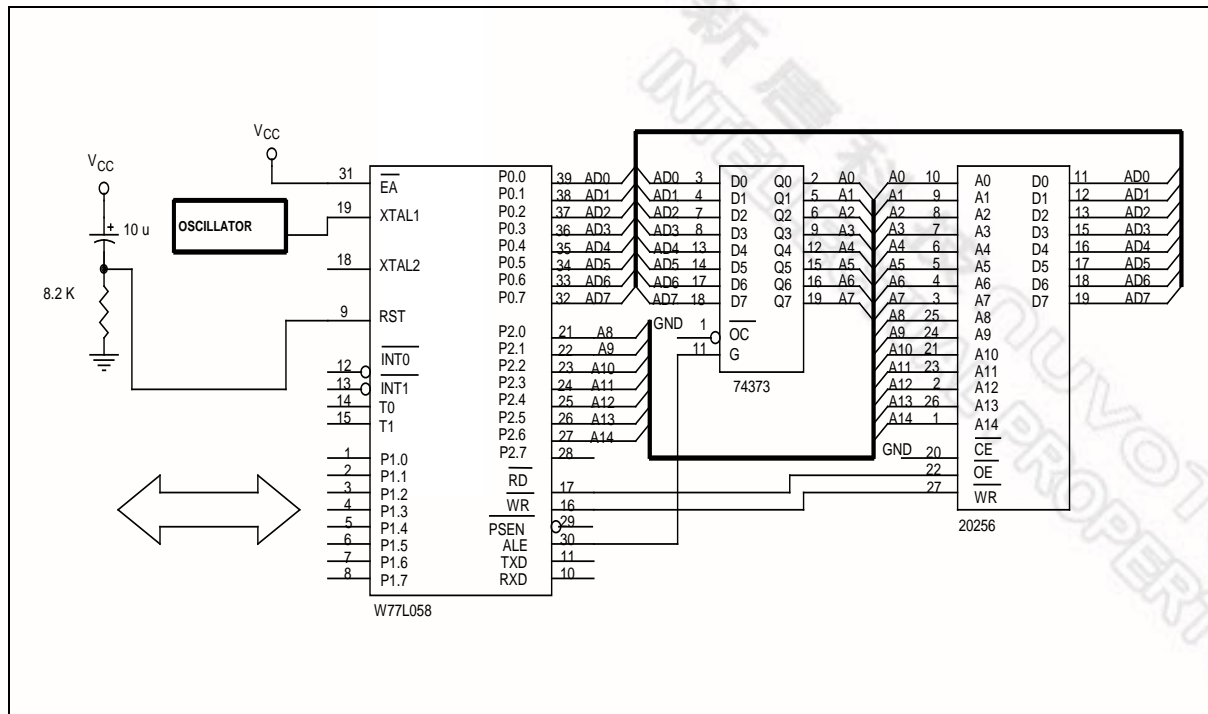 VCC
VCC
10 u
8.2 K
OSCILLATOR
31 EA
19 XTAL1
18 XTAL2
9 RST
12 INT0
13 INT1
14 T0
15 T1
1 P1.0
2 P1.1
3 P1.2
4 P1.3
5 P1.4
6 P1.5
7 P1.6
8 P1.7
P0.0 39 AD0
P0.1 38 AD1
P0.2 37 AD2
P0.3 36 AD3
P0.4 35 AD4
P0.5 34 AD5
P0.6 33 AD6
P0.7 32 AD7
P2.0 21 A8
P2.1 22 A9
P2.2 23 A10
P2.3 24 A11
P2.4 25 A12
P2.5 26 A13
P2.6 27 A14
P2.7 28
RD 17
WR 16
PSEN 29
ALE 30
TXD 11
RXD 10
W77L058
AD0 3 D0 Q0 2 A0
AD1 4 D1 Q1 5 A1
AD2 7 D2 Q2 6 A2
AD3 8 D3 Q3 9 A3
AD4 13 D4 Q4 12 A4
AD5 14 D5 Q5 15 A5
AD6 17 D6 Q6 16 A6
AD7 18 D7 Q7 19 A7
GND 1 OC
11 G
74373
A0 10 A0 D0 11 AD0
A1 9 A1 D1 12 AD1
A2 8 A2 D2 13 AD2
A3 7 A3 D3 15 AD3
A4 6 A4 D4 16 AD4
A5 5 A5 D5 17 AD5
A6 4 A6 D6 18 AD6
A7 3 A7 D7 19 AD7
A8 25 A8
A9 24 A9
A10 21 A10
A11 23 A11
A12 2 A12
A13 26 A13
A14 1 A14
GND 20 CE
22 OE
27 WR
20256
新唐科技 NUVOTO
INTELLECTUAL PROPERT